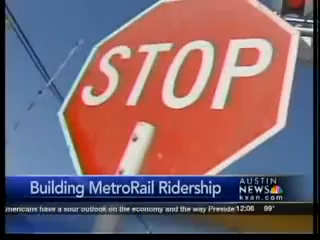 STOP
Building MetroRail Ridership
AUSTIN
NEWS
kxan.com
mericans have a sour outlook on the economy and the way Preside 12:08 99°